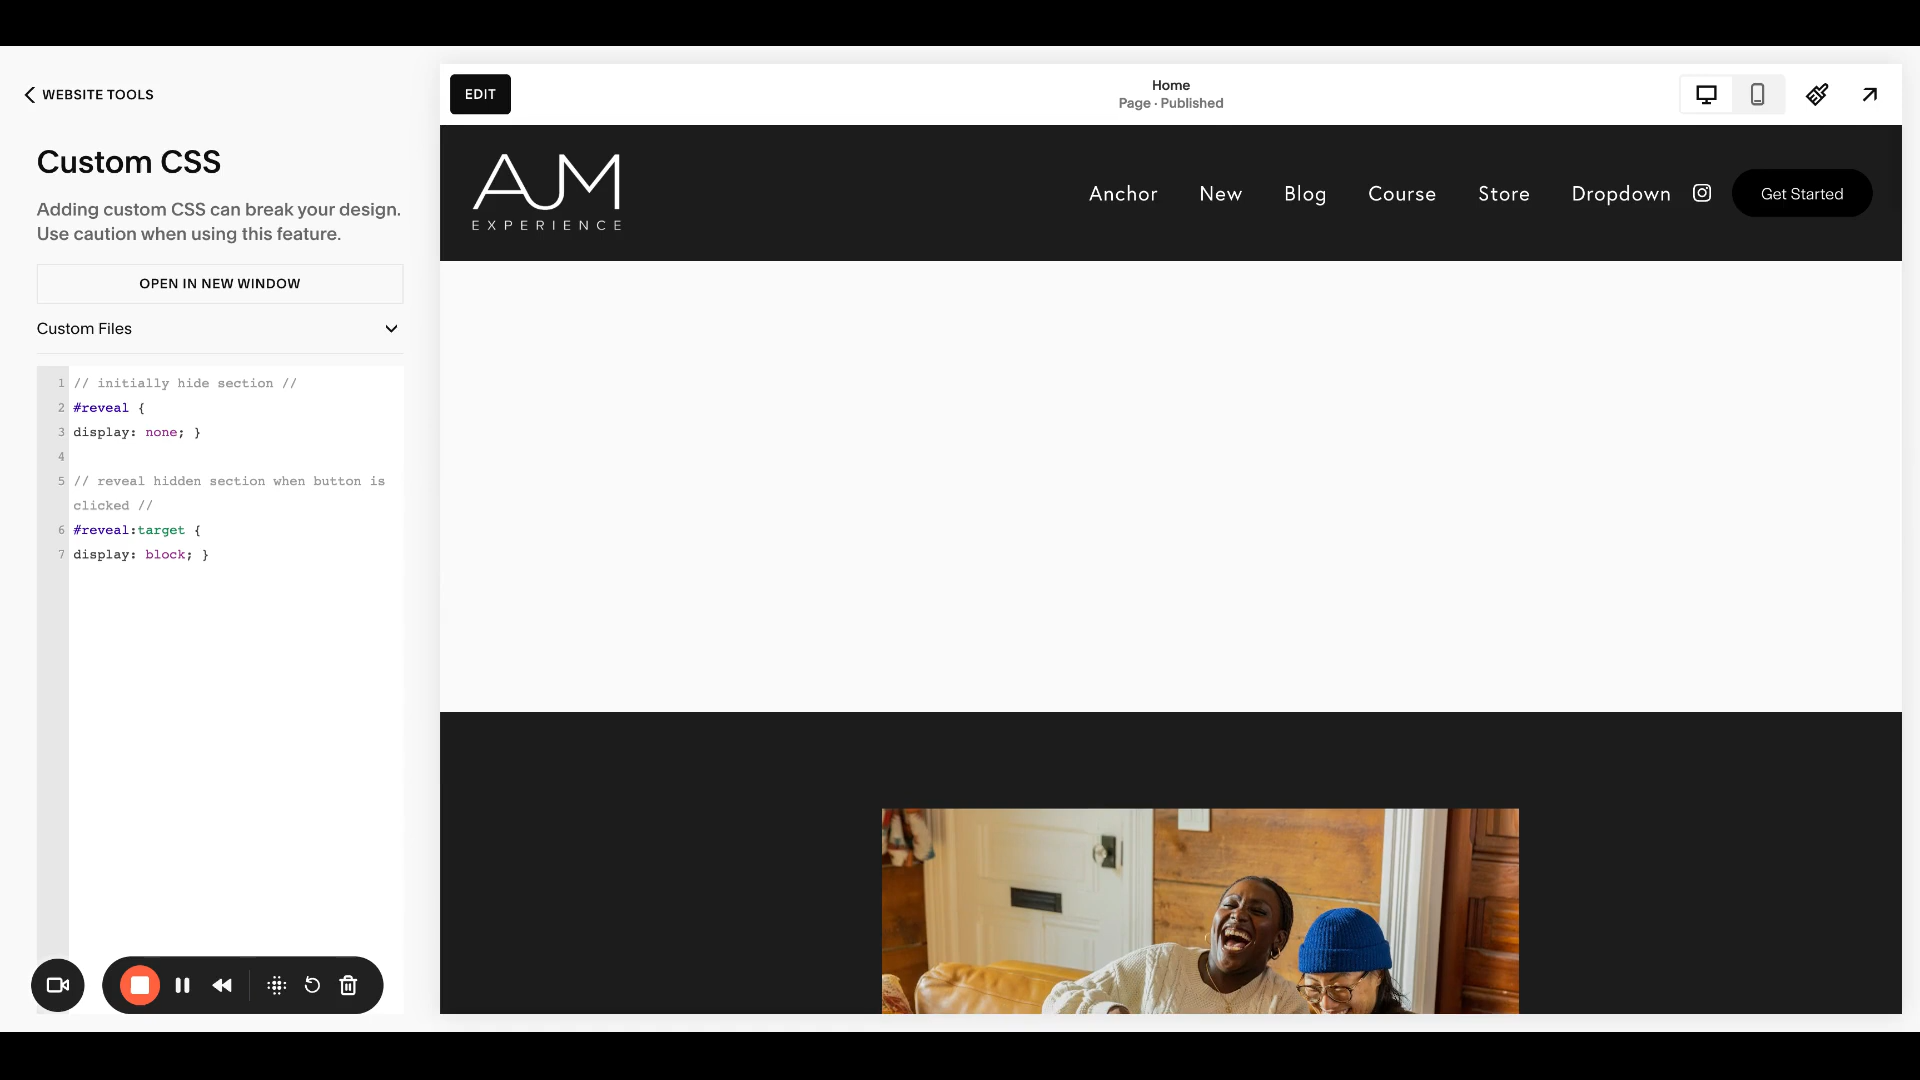 WEBSITE TOOLS
Custom CSS
Adding custom CSS can break your design.
Use caution when using this feature.
OPEN IN NEW WINDOW
Custom Files
1 // initially hide section //
2 #reveal {
3 display: none; }
4
5 // reveal hidden section when button is
clicked //
6 #reveal:target {
7 display: block; }
EDIT
Home
Page · Published
AJM
EXPERIENCE
Anchor New Blog Course Store Dropdown Get Started